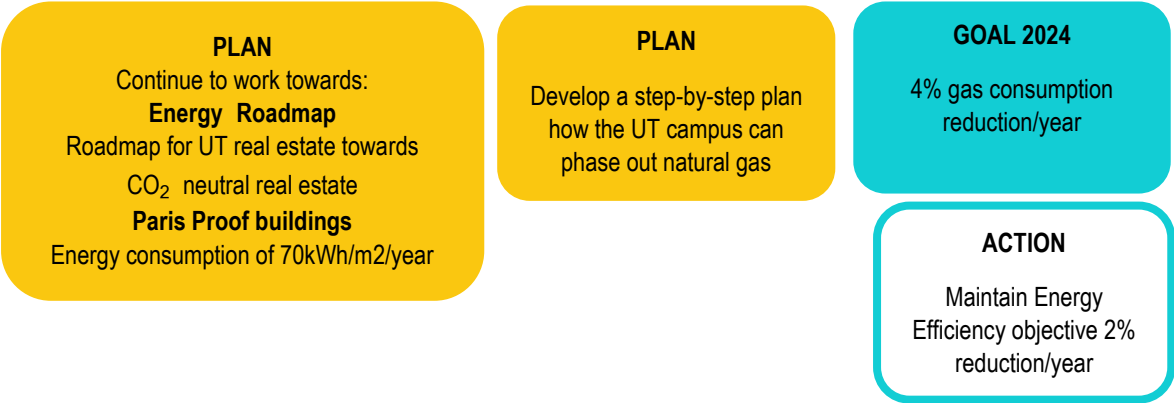 PLAN
Continue to work towards:
Energy Roadmap
Roadmap for UT real estate towards
CO₂ neutral real estate
Paris Proof buildings
Energy consumption of 70kWh/m2/year
PLAN
Develop a step-by-step plan
how the UT campus can
phase out natural gas
GOAL 2024
4% gas consumption
reduction/year
ACTION
Maintain Energy
Efficiency objective 2%
reduction/year